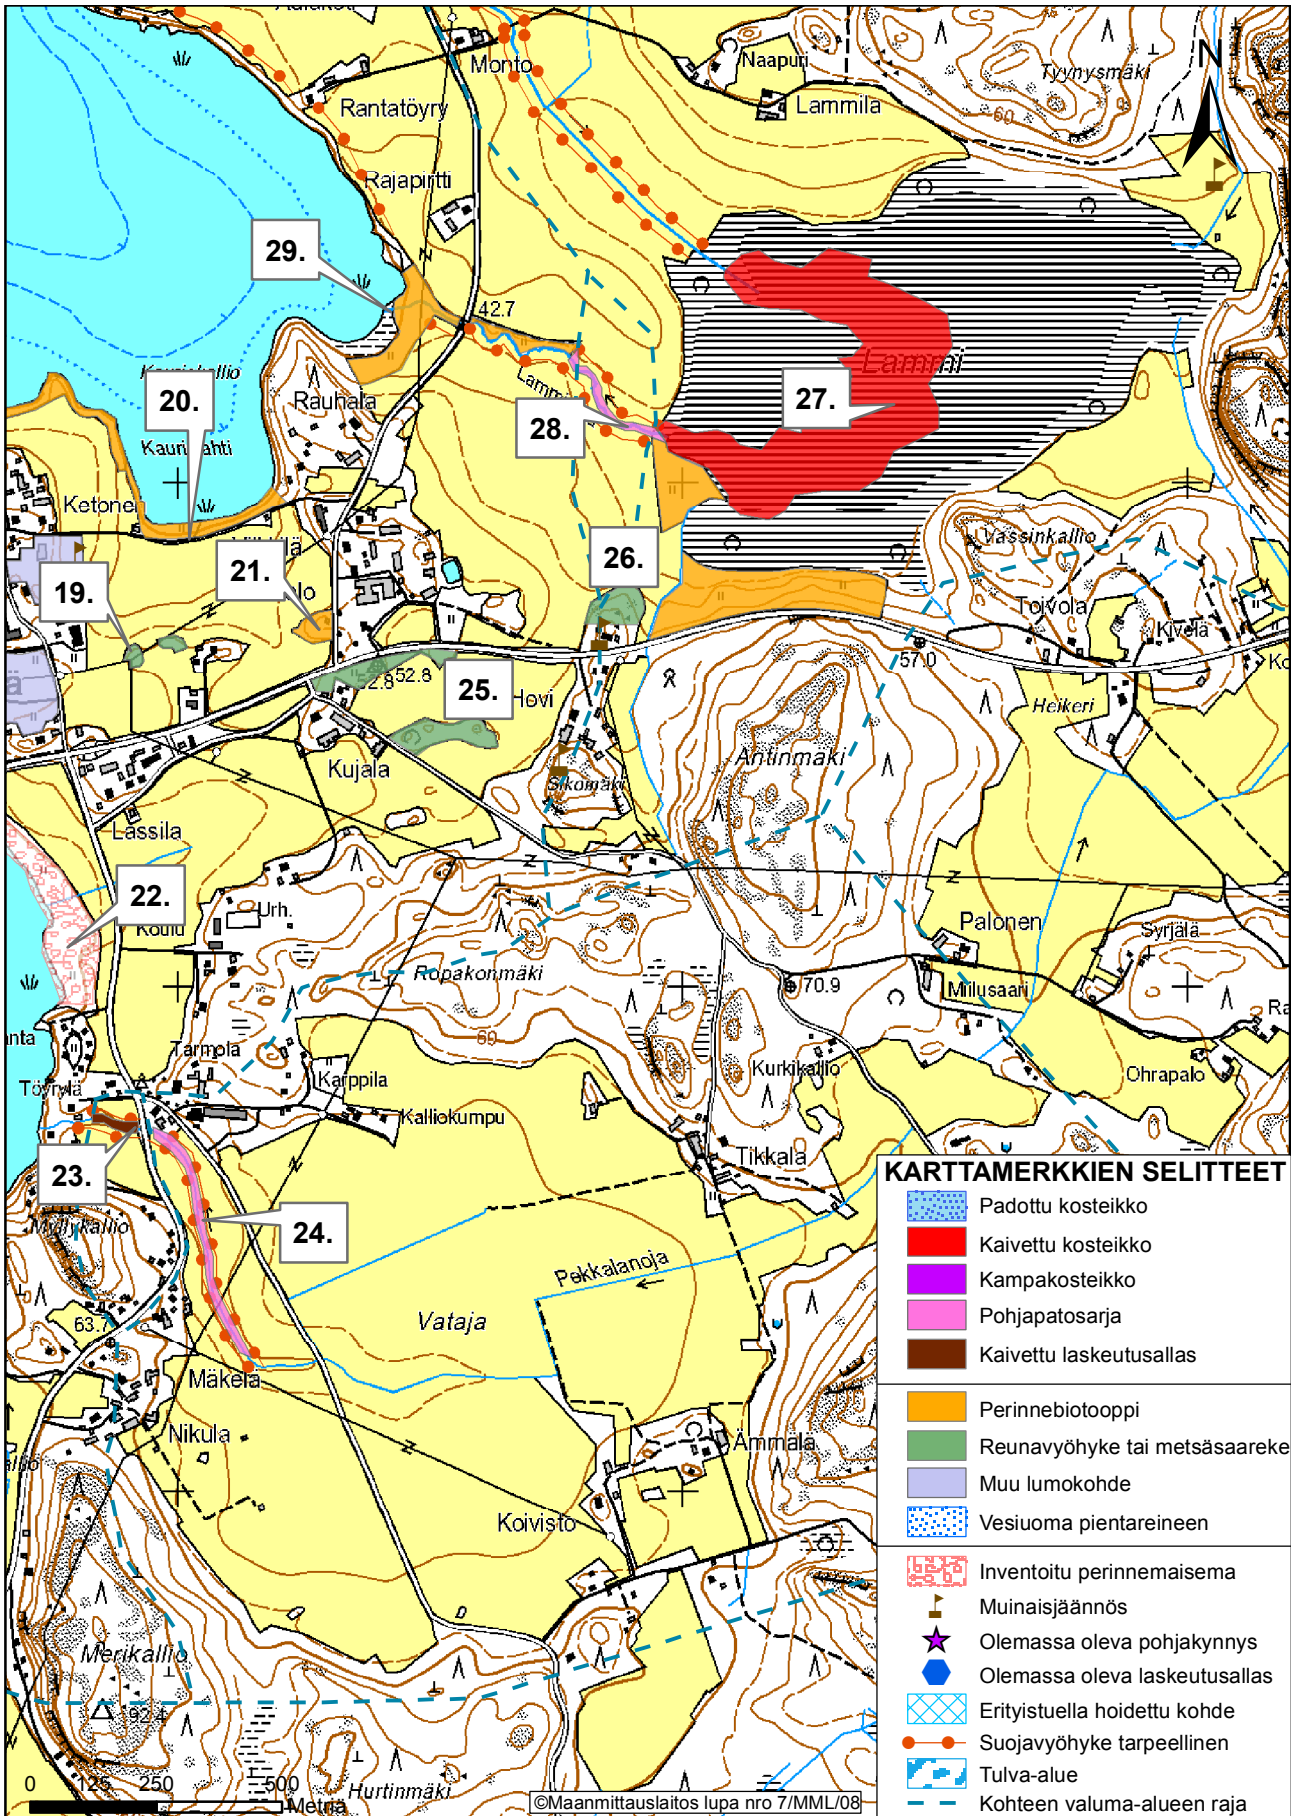 Monto
Naapuri
Tyynysmäki
N
Rantatöyry
Lammila
60
Rajapirtti
29.
42.7
Lammi
20.
Rauhala
27.
28.
Ketonen
26.
19.
21.
Vassinkallio
Toivola
Kivelä
57.0
52.8
52.8
25.
Hovi
Heikeri
Kujala
Antinmäki
Sikomäki
Lassila
22.
Urh.
Koulu
Palonen
Syrjälä
Ropakonmäki
70.9
Miilusaari
60
Tarmola
Töyrylä
Karppila
Kurkikallio
Ohrapalo
Kalliokumpu
23.
Tikkala
24.
Myllykallio
Pekkalanoja
63.7
Vataja
Mäkelä
Nikula
Ämmälä
Koivisto
Merikallio
92.4
Hurtinmäki
0 125 250 500
Metriä
©Maanmittauslaitos lupa nro 7/MML/08
KARTTAMERKKIEN SELITTEET
Padottu kosteikko
Kaivettu kosteikko
Kampakosteikko
Pohjapatosarja
Kaivettu laskeutusallas
Perinnebiotooppi
Reunavyöhyke tai metsäsaareke
Muu lumokohde
Vesiuoma pientareineen
Inventoitu perinnemaisema
Muinaisjäännös
Olemassa oleva pohjakynnys
Olemassa oleva laskeutusallas
Erityistuella hoidettu kohde
Suojavyöhyke tarpeellinen
Tulva-alue
Kohteen valuma-alueen raja